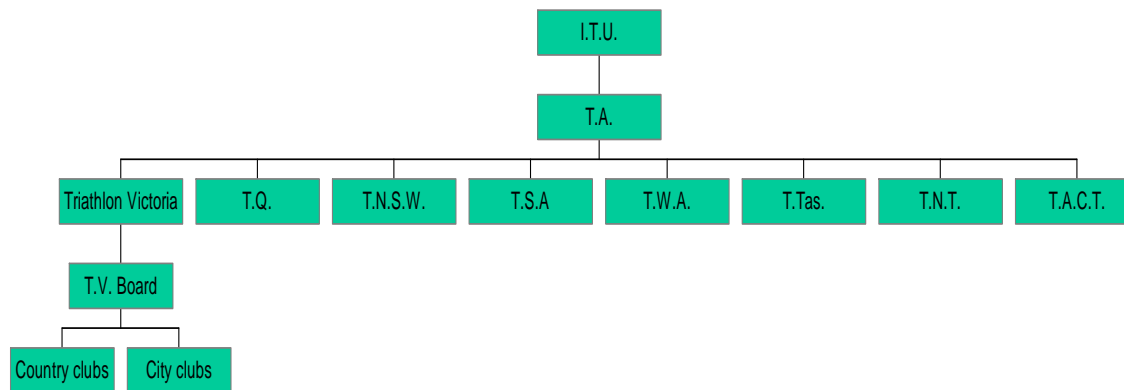 I.T.U.
T.A.
Triathlon Victoria
T.Q.
T.N.S.W.
T.S.A
T.W.A.
T.Tas.
T.N.T.
T.A.C.T.
T.V. Board
Country clubs
City clubs